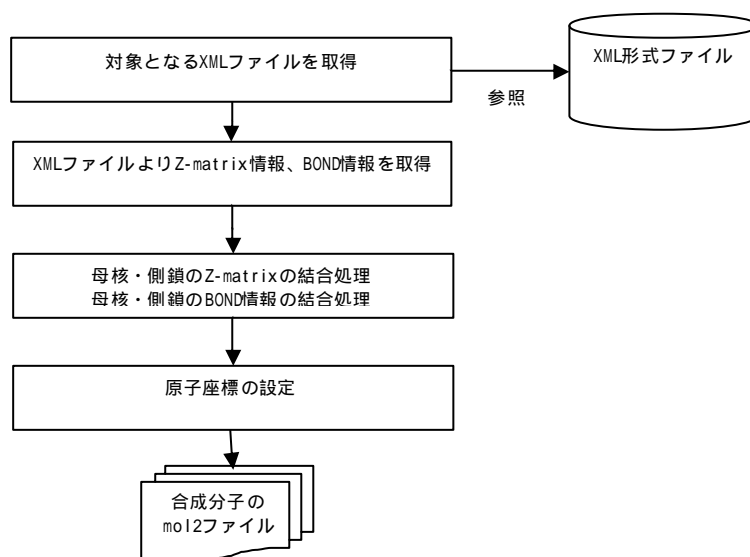 対象となるXMLファイルを取得
XML形式ファイル
参照
XMLファイルよりZ-matrix情報、BOND情報を取得
母核・側鎖のZ-matrixの結合処理
母核・側鎖のBOND情報の結合処理
原子座標の設定
合成分子の
mol2ファイル